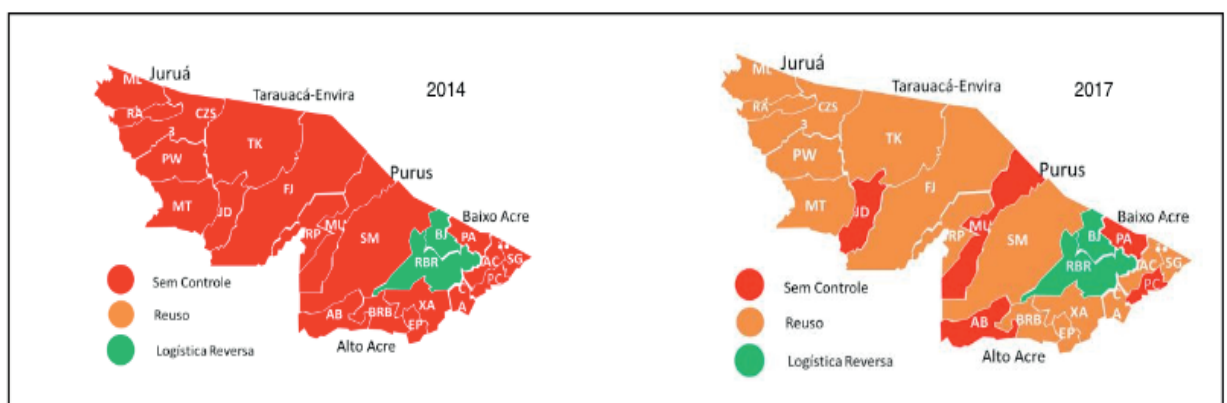 Juruá
2014
Tarauacá-Envira
ML
RA
CZS
3
TK
PW
Purus
FJ
MT
JD
Baixo Acre
MU
RP
SM
BJ
PA
AC
SG
RBR
PC
Sem Controle
XA
A
AB
BRB
Reuso
EP
Alto Acre
Logística Reversa
Juruá
2017
Tarauacá-Envira
ML
RA
CZS
3
TK
PW
Purus
FJ
MT
JD
Baixo Acre
MU
RP
SM
BJ
PA
AC
SG
RBR
PC
Sem Controle
XA
A
AB
BRB
Reuso
EP
Alto Acre
Logística Reversa